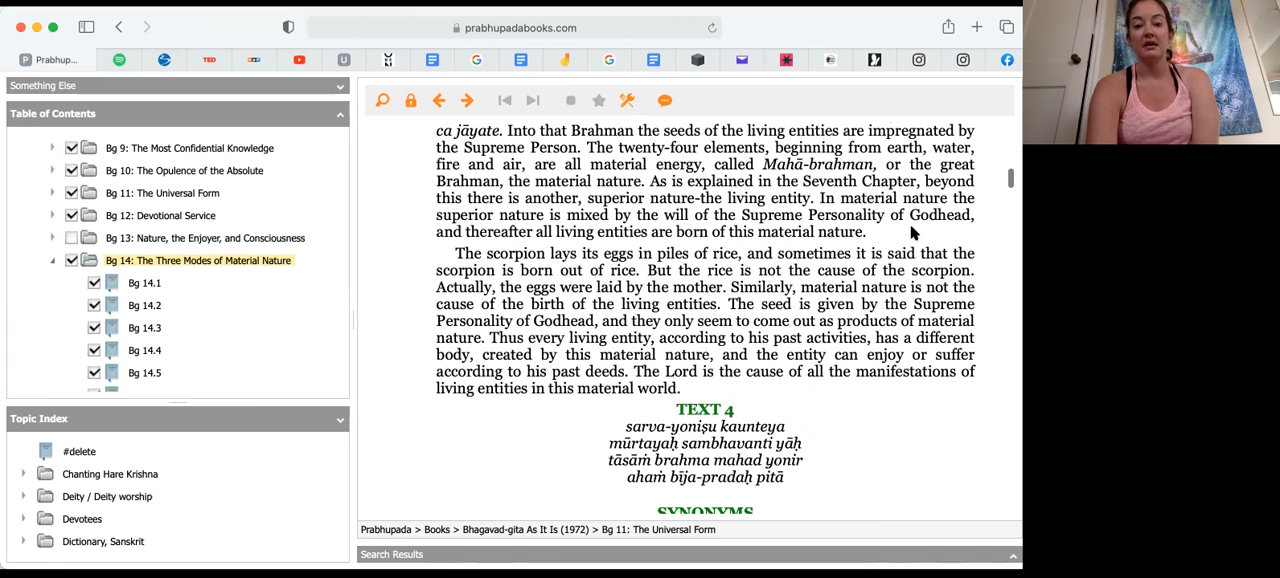 prabhupadabooks.com
Prabhup...
TED
U
Something Else
Table of Contents
Bg 9: The Most Confidential Knowledge
Bg 10: The Opulence of the Absolute
Bg 11: The Universal Form
Bg 12: Devotional Service
Bg 13: Nature, the Enjoyer, and Consciousness
Bg 14: The Three Modes of Material Nature
Bg 14.1
Bg 14.2
Bg 14.3
Bg 14.4
Bg 14.5
Topic Index
#delete
Chanting Hare Krishna
Deity / Deity worship
Devotees
Dictionary, Sanskrit
ca jāyate. Into that Brahman the seeds of the living entities are impregnated by
the Supreme Person. The twenty-four elements, beginning from earth, water,
fire and air, are all material energy, called Mahā-brahman, or the great
Brahman, the material nature. As is explained in the Seventh Chapter, beyond
this there is another, superior nature-the living entity. In material nature the
superior nature is mixed by the will of the Supreme Personality of Godhead,
and thereafter all living entities are born of this material nature.
The scorpion lays its eggs in piles of rice, and sometimes it is said that the
scorpion is born out of rice. But the rice is not the cause of the scorpion.
Actually, the eggs were laid by the mother. Similarly, material nature is not the
cause of the birth of the living entities. The seed is given by the Supreme
Personality of Godhead, and they only seem to come out as products of material
nature. Thus every living entity, according to his past activities, has a different
body, created by this material nature, and the entity can enjoy or suffer
according to his past deeds. The Lord is the cause of all the manifestations of
living entities in this material world.
TEXT 4
sarva-yoniṣu kaunteya
mūrtayaḥ sambhavanti yāḥ
tāsāṁ brahma mahad yonir
ahaṁ bīja-pradaḥ pitā
SYNONYMS
Prabhupada > Books > Bhagavad-gita As It Is (1972) > Bg 11: The Universal Form
Search Results